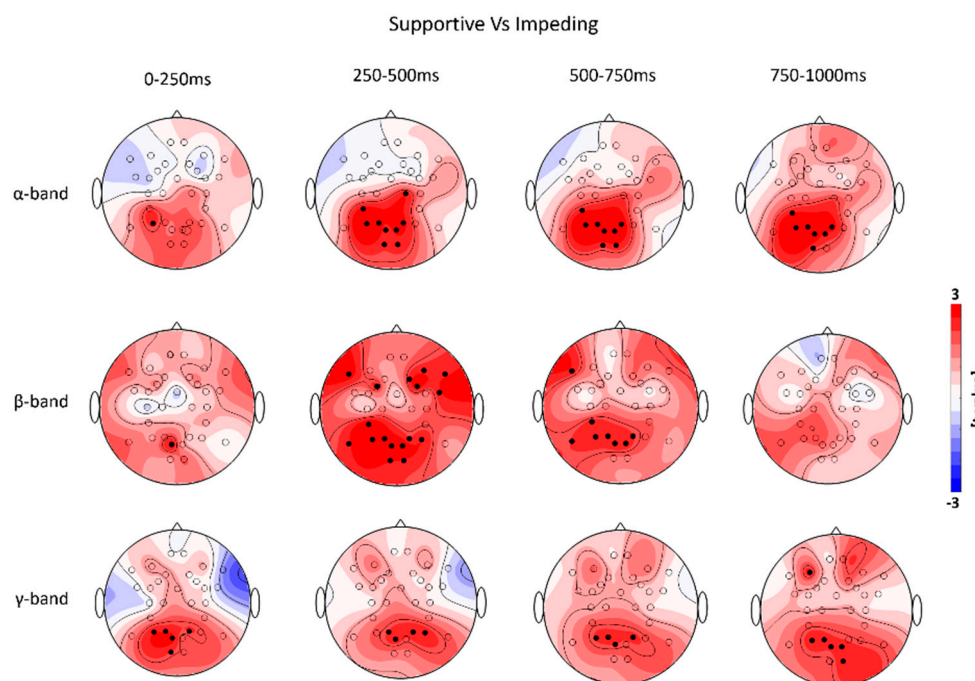 Supportive Vs Impeding
0-250ms
250-500ms
500-750ms
750-1000ms
α-band
β-band
γ-band
3
-3